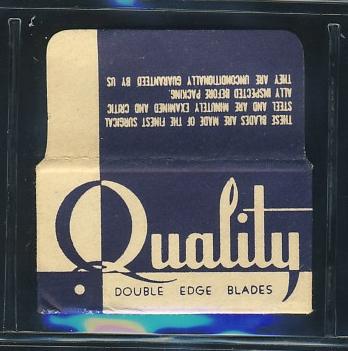 THESE BLADES ARE MADE OF THE FINEST SURGICAL
STEEL AND ARE MINUTELY EXAMINED AND CRITIC
ALLY INSPECTED BEFORE PACKING.
THEY ARE UNCONDITIONALLY GUARANTEED BY US
Quality
DOUBLE EDGE BLADES